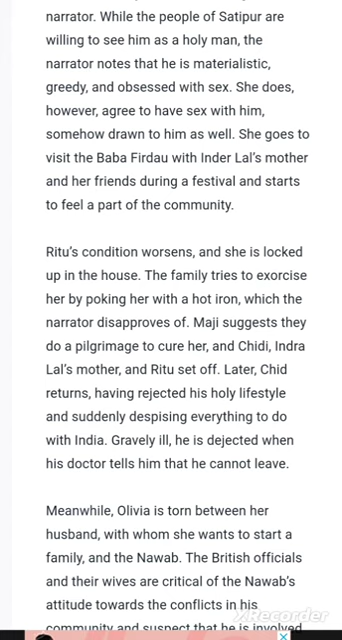 narrator. While the people of Satipur are
willing to see him as a holy man, the
narrator notes that he is materialistic,
greedy, and obsessed with sex. She does,
however, agree to have sex with him,
somehow drawn to him as well. She goes to
visit the Baba Firdau with Inder Lal’s mother
and her friends during a festival and starts
to feel a part of the community.
Ritu’s condition worsens, and she is locked
up in the house. The family tries to exorcise
her by poking her with a hot iron, which the
narrator disapproves of. Maji suggests they
do a pilgrimage to cure her, and Chidi, Indra
Lal’s mother, and Ritu set off. Later, Chid
returns, having rejected his holy lifestyle
and suddenly despising everything to do
with India. Gravely ill, he is dejected when
his doctor tells him that he cannot leave.
Meanwhile, Olivia is torn between her
husband, with whom she wants to start a
family, and the Nawab. The British officials
and their wives are critical of the Nawab’s
attitude towards the conflicts in his
XRecorder
community and suspect that he is involved